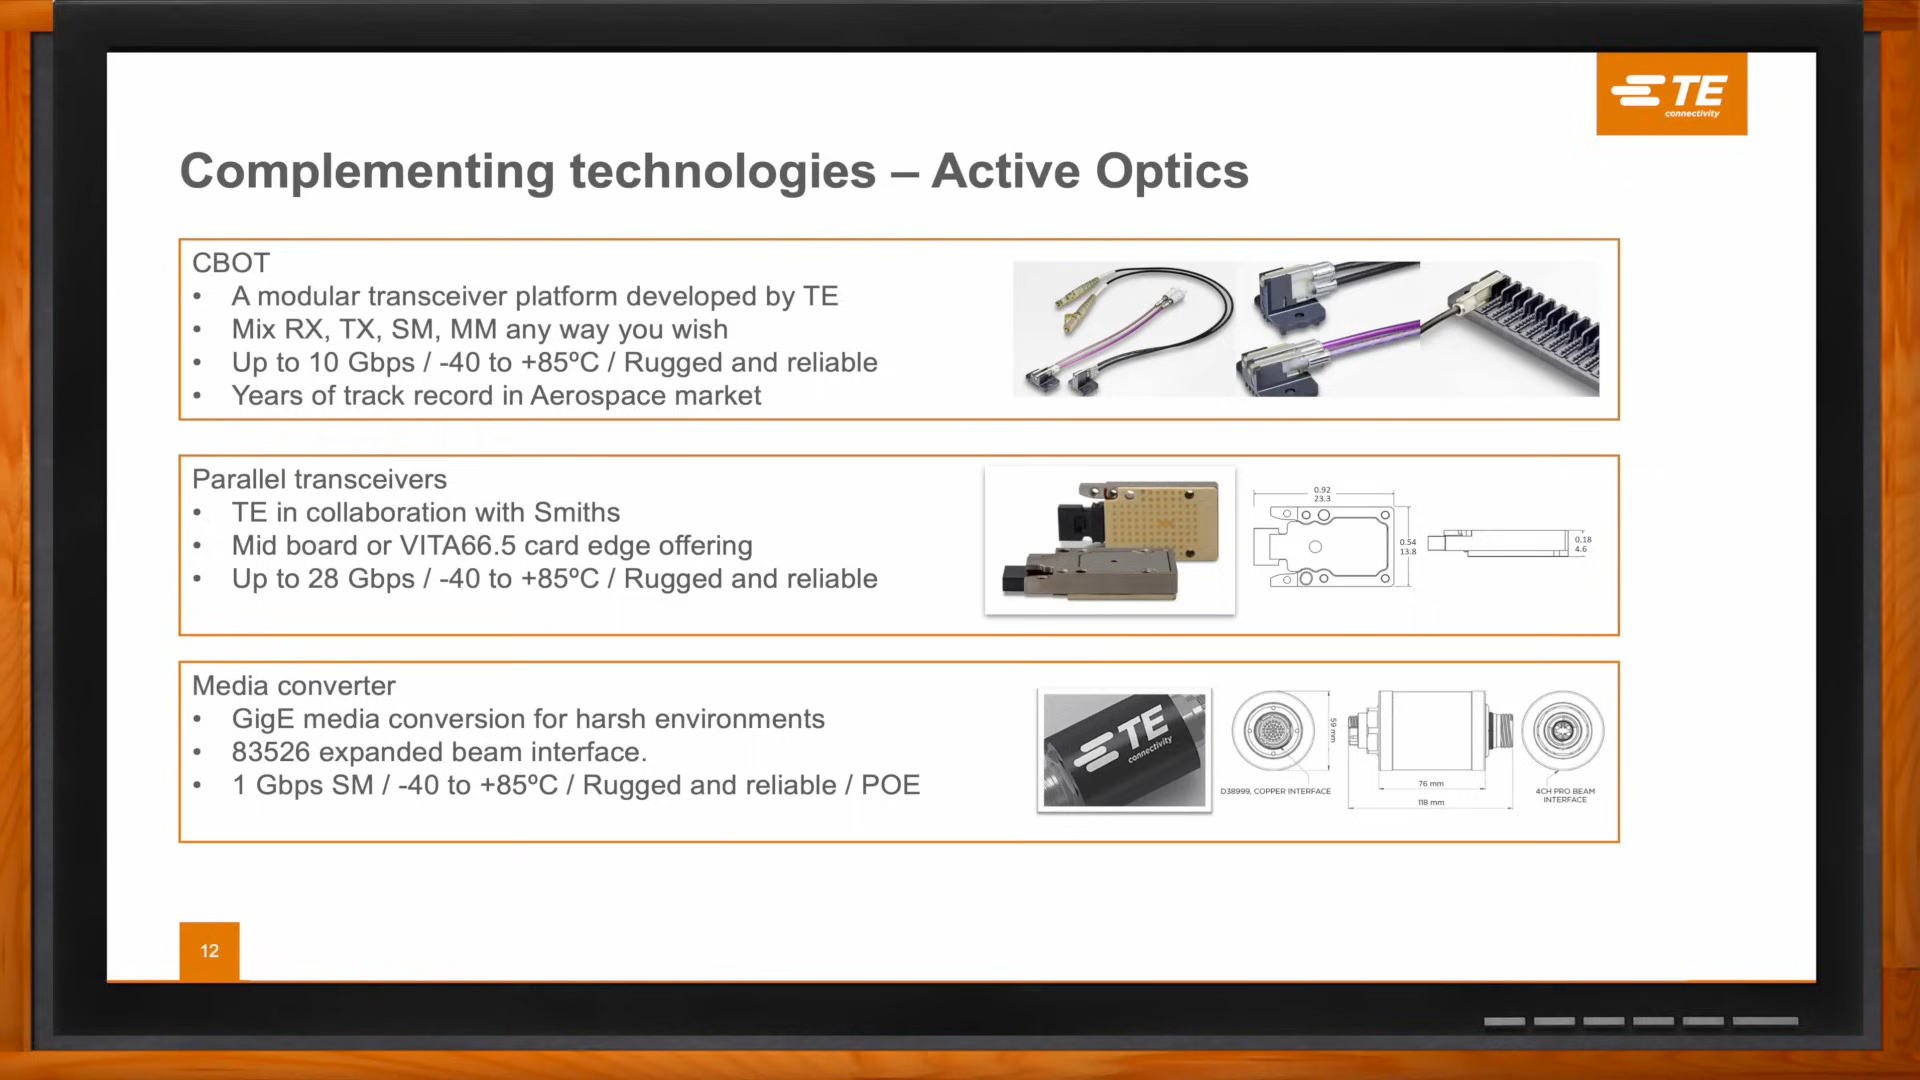 TE
connectivity
Complementing technologies – Active Optics
CBOT
• A modular transceiver platform developed by TE
• Mix RX, TX, SM, MM any way you wish
• Up to 10 Gbps / -40 to +85ºC / Rugged and reliable
• Years of track record in Aerospace market
Parallel transceivers
• TE in collaboration with Smiths
• Mid board or VITA66.5 card edge offering
• Up to 28 Gbps / -40 to +85ºC / Rugged and reliable
0.92
23.3
0.54
13.8
0.18
4.6
Media converter
• GigE media conversion for harsh environments
• 83526 expanded beam interface.
• 1 Gbps SM / -40 to +85ºC / Rugged and reliable / POE
TE
connectivity
59 mm
D38999, COPPER INTERFACE
76 mm
118 mm
4CH PRO BEAM
INTERFACE
12